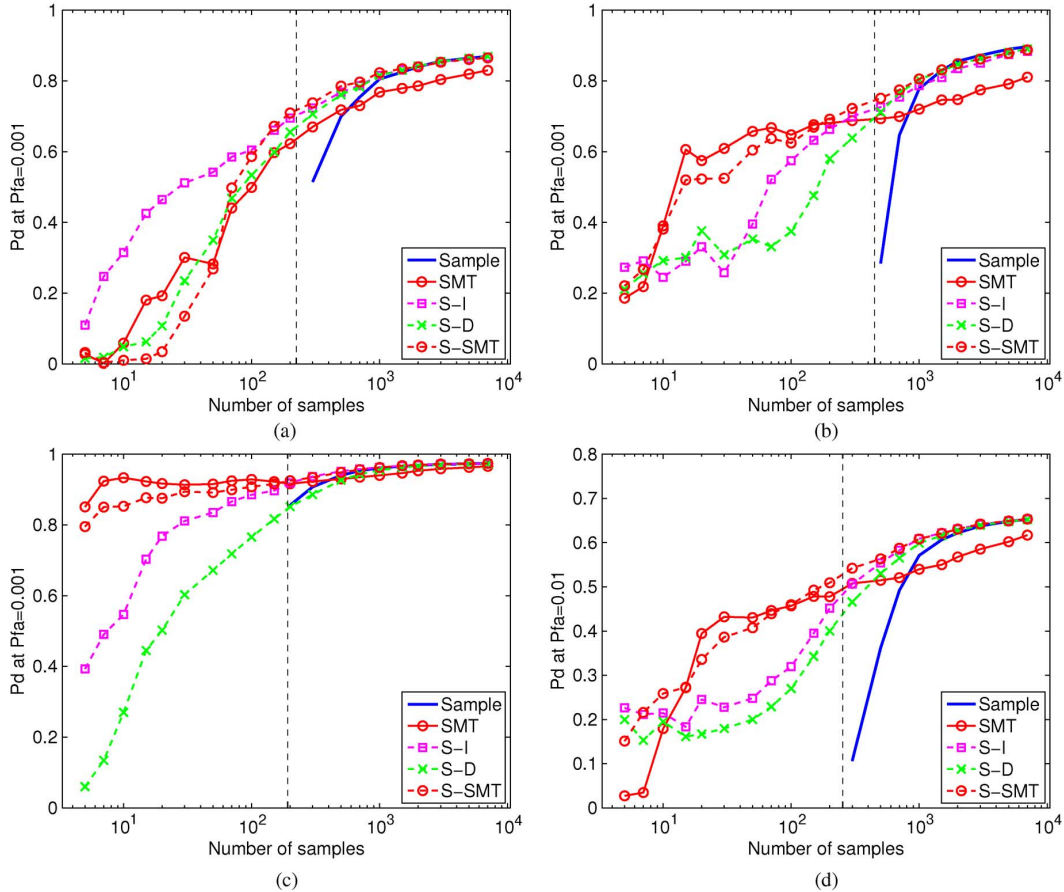 1
0.8
0.6
0.4
0.2
0
Pd at Pfa=0.001
10^1
10^2
10^3
10^4
Number of samples
Sample
SMT
S-I
S-D
S-SMT
(a)
1
0.8
0.6
0.4
0.2
0
Pd at Pfa=0.001
10^1
10^2
10^3
10^4
Number of samples
Sample
SMT
S-I
S-D
S-SMT
(b)
1
0.8
0.6
0.4
0.2
0
Pd at Pfa=0.001
10^1
10^2
10^3
10^4
Number of samples
Sample
SMT
S-I
S-D
S-SMT
(c)
0.8
0.7
0.6
0.5
0.4
0.3
0.2
0.1
0
Pd at Pfa=0.01
10^1
10^2
10^3
10^4
Number of samples
Sample
SMT
S-I
S-D
S-SMT
(d)